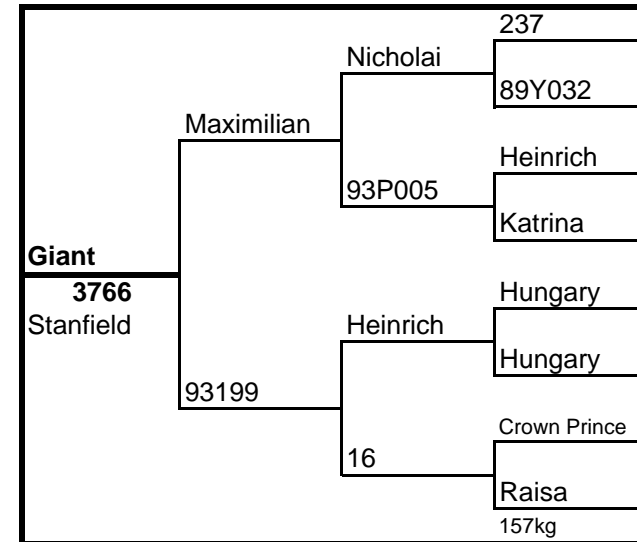 237
Nicholai
89Y032
Maximilian
Heinrich
93P005
Katrina
Giant
3766
Stanfield
Hungary
Heinrich
Hungary
93199
Crown Prince
16
Raisa
157kg